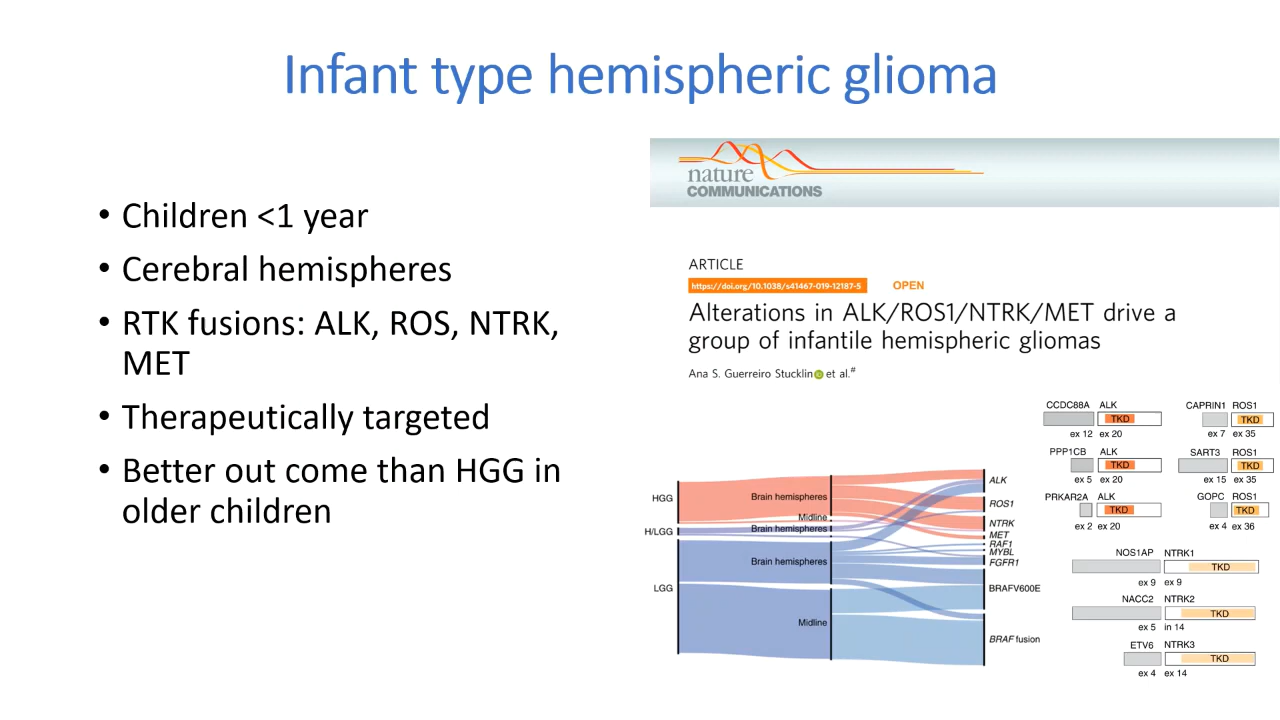 Infant type hemispheric glioma
• Children <1 year
• Cerebral hemispheres
• RTK fusions: ALK, ROS, NTRK,
MET
• Therapeutically targeted
• Better out come than HGG in
older children
nature
COMMUNICATIONS
ARTICLE
https://doi.org/10.1038/s41467-019-12187-5 OPEN
Alterations in ALK/ROS1/NTRK/MET drive a
group of infantile hemispheric gliomas
Ana S. Guerreiro Stucklin et al.#
HGG
H/LGG
LGG
Brain hemispheres
Midline
Brain hemispheres
Brain hemispheres
Midline
ALK
ROS1
NTRK
MET
RAF1
MYBL
FGFR1
BRAFV600E
BRAF fusion
CCDC88A ALK
TKD
ex 12 ex 20
PPP1CB ALK
TKD
ex 5 ex 20
PRKAR2A ALK
TKD
ex 2 ex 20
CAPRIN1 ROS1
TKD
ex 7 ex 35
SART3 ROS1
TKD
ex 15 ex 35
GOPC ROS1
TKD
ex 4 ex 36
NOS1AP NTRK1
TKD
ex 9 ex 9
NACC2 NTRK2
TKD
ex 5 in 14
ETV6 NTRK3
TKD
ex 4 ex 14